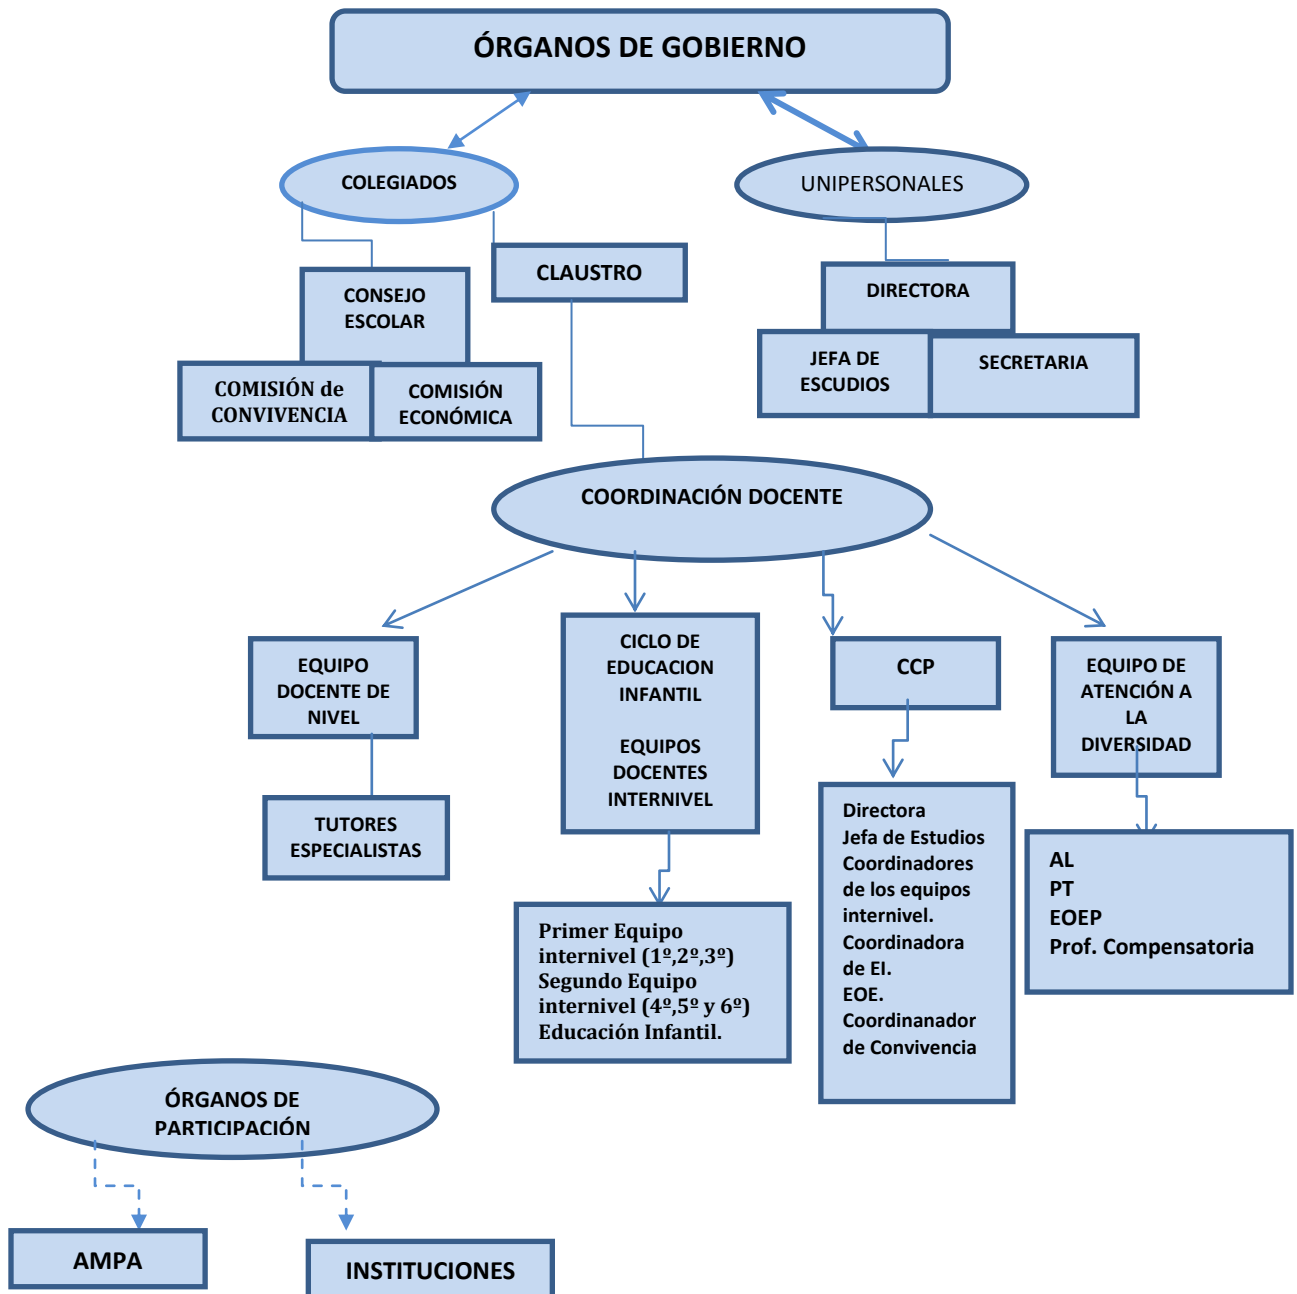 ÓRGANOS DE GOBIERNO
COLEGIADOS
UNIPERSONALES
CLAUSTRO
CONSEJO
ESCOLAR
DIRECTORA
COMISIÓN de
CONVIVENCIA
COMISIÓN
ECONÓMICA
JEFA DE
ESCUDIOS
SECRETARIA
COORDINACIÓN DOCENTE
EQUIPO
DOCENTE DE
NIVEL
CICLO DE
EDUCACION
INFANTIL
EQUIPOS
DOCENTES
INTERNIVEL
CCP
EQUIPO DE
ATENCIÓN A
LA
DIVERSIDAD
TUTORES
ESPECIALISTAS
Primer Equipo
internivel (1º,2º,3º)
Segundo Equipo
internivel (4º,5º y 6º)
Educación Infantil.
Directora
Jefa de Estudios
Coordinadores
de los equipos
internivel.
Coordinadora
de EI.
EOE.
Coordinanador
de Convivencia
AL
PT
EOEP
Prof. Compensatoria
ÓRGANOS DE
PARTICIPACIÓN
AMPA
INSTITUCIONES